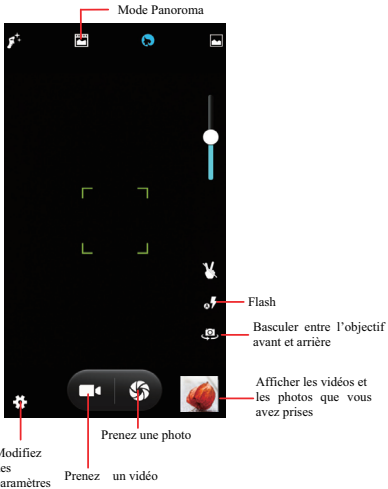 Mode Panoroma
Flash
Basculer entre l’objectif
avant et arrière
Afficher les vidéos et
les photos que vous
avez prises
Prenez une photo
Modifiez
des
paramètres
Prenez un vidéo